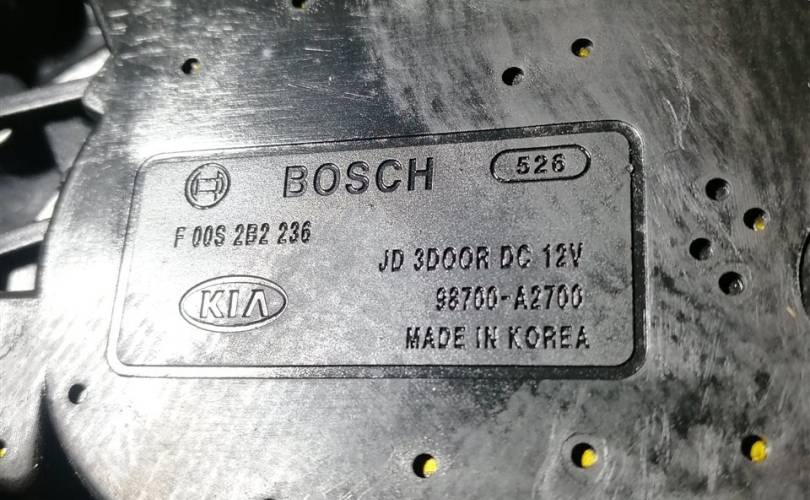 BOSCH 526
F 00S 2B2 236
JD 3DOOR DC 12V
KIA 98700-A2700
MADE IN KOREA